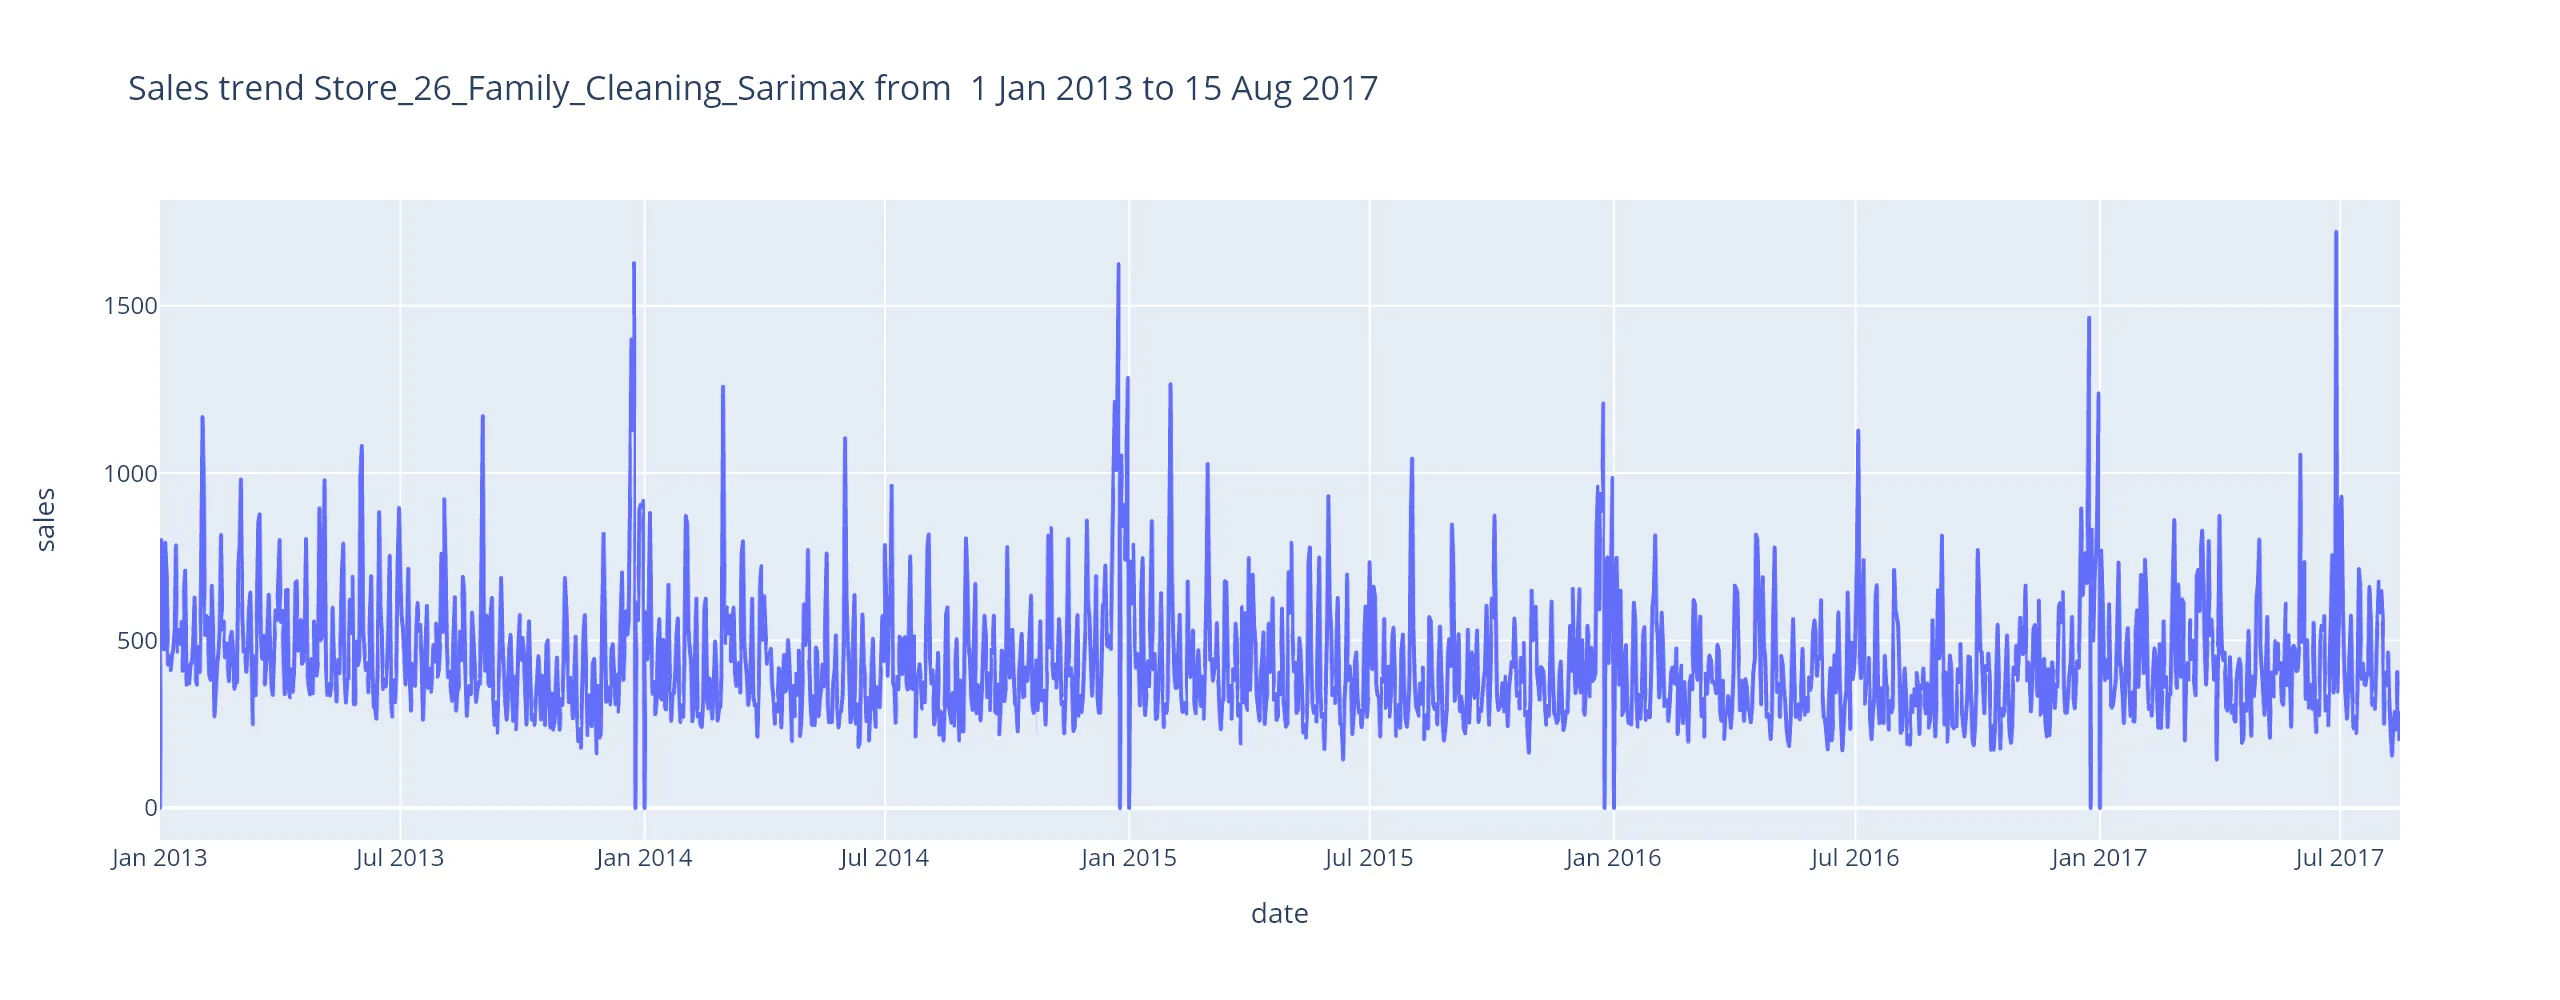 Sales trend Store_26_Family_Cleaning_Sarimax from  1 Jan 2013 to 15 Aug 2017
sales
1500
1000
500
0
Jan 2013 Jul 2013 Jan 2014 Jul 2014 Jan 2015 Jul 2015 Jan 2016 Jul 2016 Jan 2017 Jul 2017
date